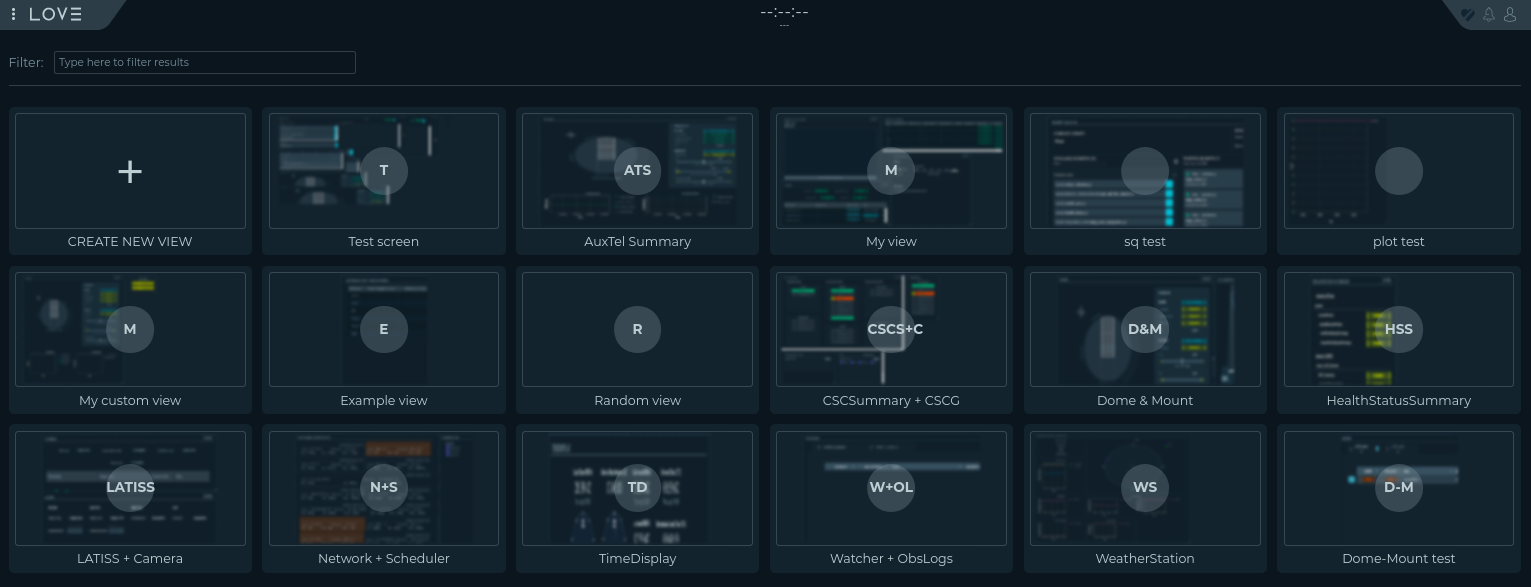 LOVE
--:--:--
Filter: Type here to filter results
+
CREATE NEW VIEW
T
Test screen
ATS
AuxTel Summary
M
My view
sq test
plot test
M
My custom view
E
Example view
R
Random view
CSCS+C
CSCSummary + CSCG
D&M
Dome & Mount
HSS
HealthStatusSummary
LATISS
LATISS + Camera
N+S
Network + Scheduler
TD
TimeDisplay
W+OL
Watcher + ObsLogs
WS
WeatherStation
D-M
Dome-Mount test